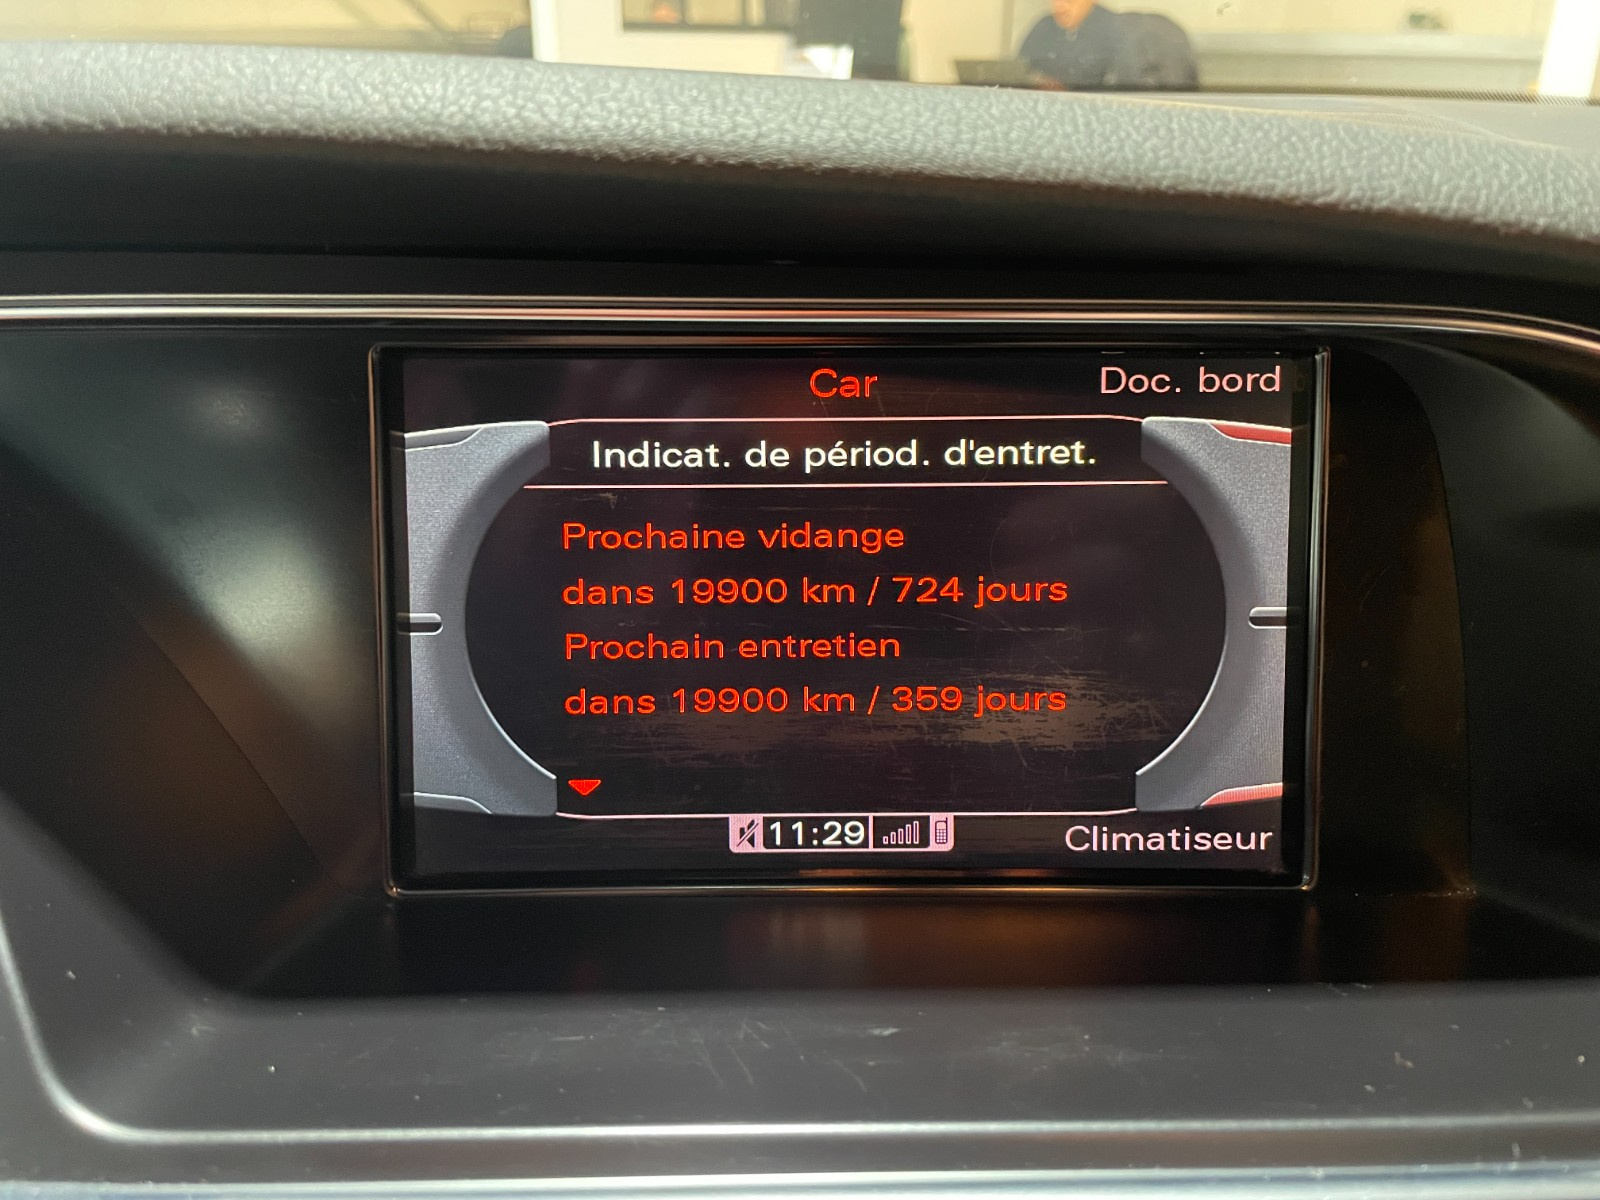 Car
Doc. bord
Indicat. de périod. d'entret.
Prochaine vidange
dans 19900 km / 724 jours
Prochain entretien
dans 19900 km / 359 jours
11:29
Climatiseur